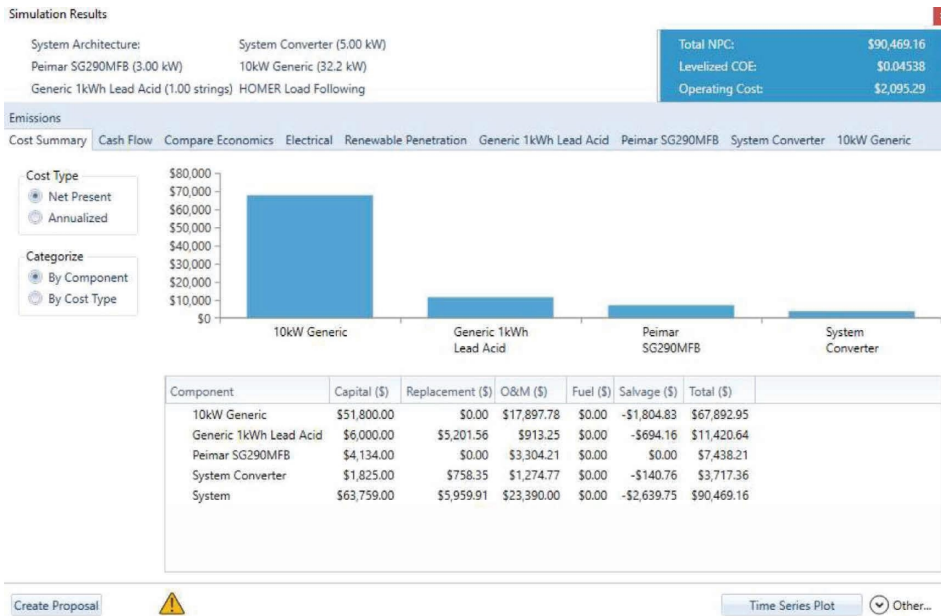 Simulation Results
System Architecture: System Converter (5.00 kW)
Peimar SG290MFB (3.00 kW) 10kW Generic (32.2 kW)
Generic 1kWh Lead Acid (1.00 strings) HOMER Load Following
Total NPC: $90,469.16
Levelized COE: $0.04538
Operating Cost: $2,095.29
Emissions
Cost Summary Cash Flow Compare Economics Electrical Renewable Penetration Generic 1kWh Lead Acid Peimar SG290MFB System Converter 10kW Generic
Cost Type
Net Present
Annualized
Categorize
By Component
By Cost Type
$80,000
$70,000
$60,000
$50,000
$40,000
$30,000
$20,000
$10,000
$0
10kW Generic
Generic 1kWh
Lead Acid
Peimar
SG290MFB
System
Converter
Component Capital ($) Replacement ($) O&M ($) Fuel ($) Salvage ($) Total ($)
10kW Generic $51,800.00 $0.00 $17,897.78 $0.00 -$1,804.83 $67,892.95
Generic 1kWh Lead Acid $6,000.00 $5,201.56 $913.25 $0.00 -$694.16 $11,420.64
Peimar SG290MFB $4,134.00 $0.00 $3,304.21 $0.00 $0.00 $7,438.21
System Converter $1,825.00 $758.35 $1,274.77 $0.00 -$140.76 $3,717.36
System $63,759.00 $5,959.91 $23,390.00 $0.00 -$2,639.75 $90,469.16
Create Proposal
Time Series Plot
Other...